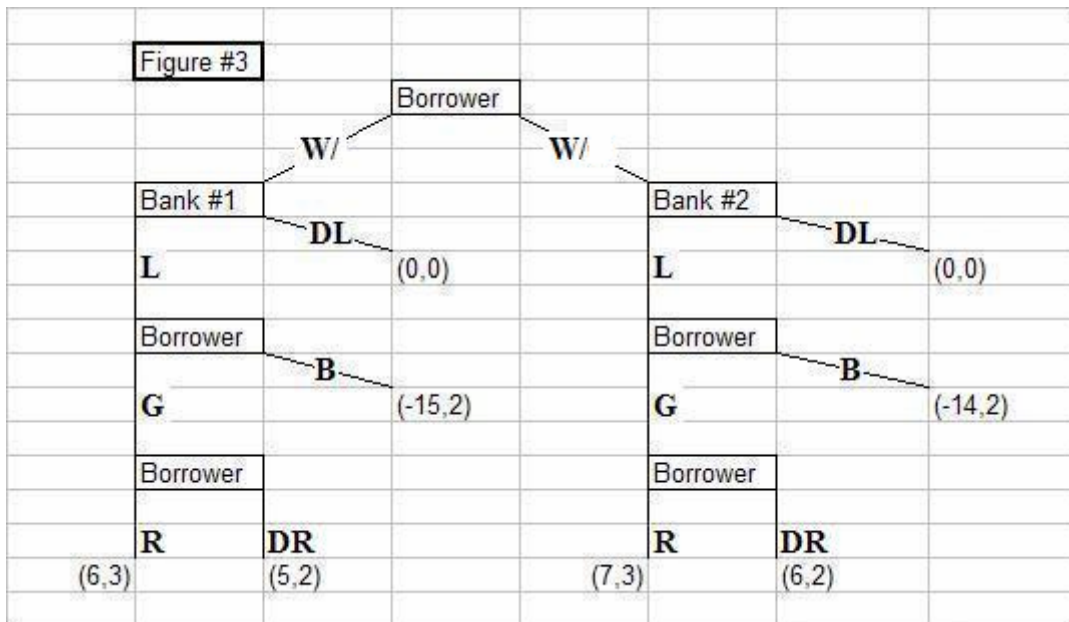 Figure #3
Borrower
W/ W/
Bank #1 Bank #2
DL DL
L (0,0) L (0,0)
Borrower Borrower
B B
G (-15,2) G (-14,2)
Borrower Borrower
R DR R DR
(6,3) (5,2) (7,3) (6,2)